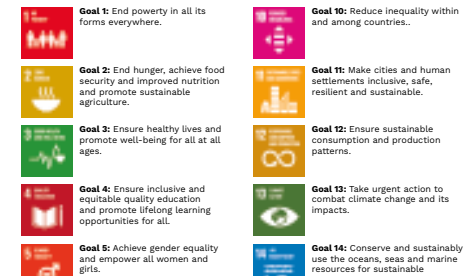 Goal 1: End poverty in all its
forms everywhere.
Goal 2: End hunger, achieve food
security and improved nutrition
and promote sustainable
agriculture.
Goal 3: Ensure healthy lives and
promote well-being for all at all
ages.
Goal 4: Ensure inclusive and
equitable quality education
and promote lifelong learning
opportunities for all.
Goal 5: Achieve gender equality
and empower all women and
girls.
Goal 10: Reduce inequality within
and among countries..
Goal 11: Make cities and human
settlements inclusive, safe,
resilient and sustainable.
Goal 12: Ensure sustainable
consumption and production
patterns.
Goal 13: Take urgent action to
combat climate change and its
impacts.
Goal 14: Conserve and sustainably
use the oceans, seas and marine
resources for sustainable